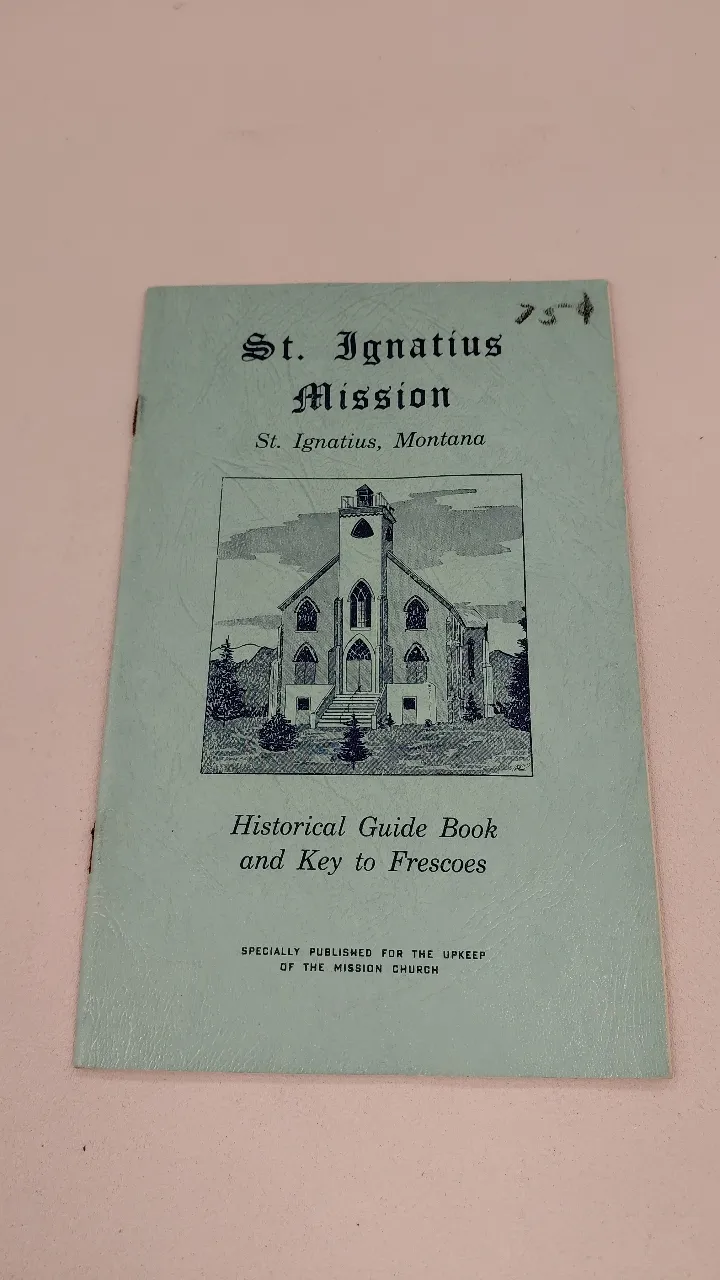 75¢
St. Ignatius
Mission
St. Ignatius, Montana
Historical Guide Book
and Key to Frescoes
SPECIALLY PUBLISHED FOR THE UPKEEP
OF THE MISSION CHURCH